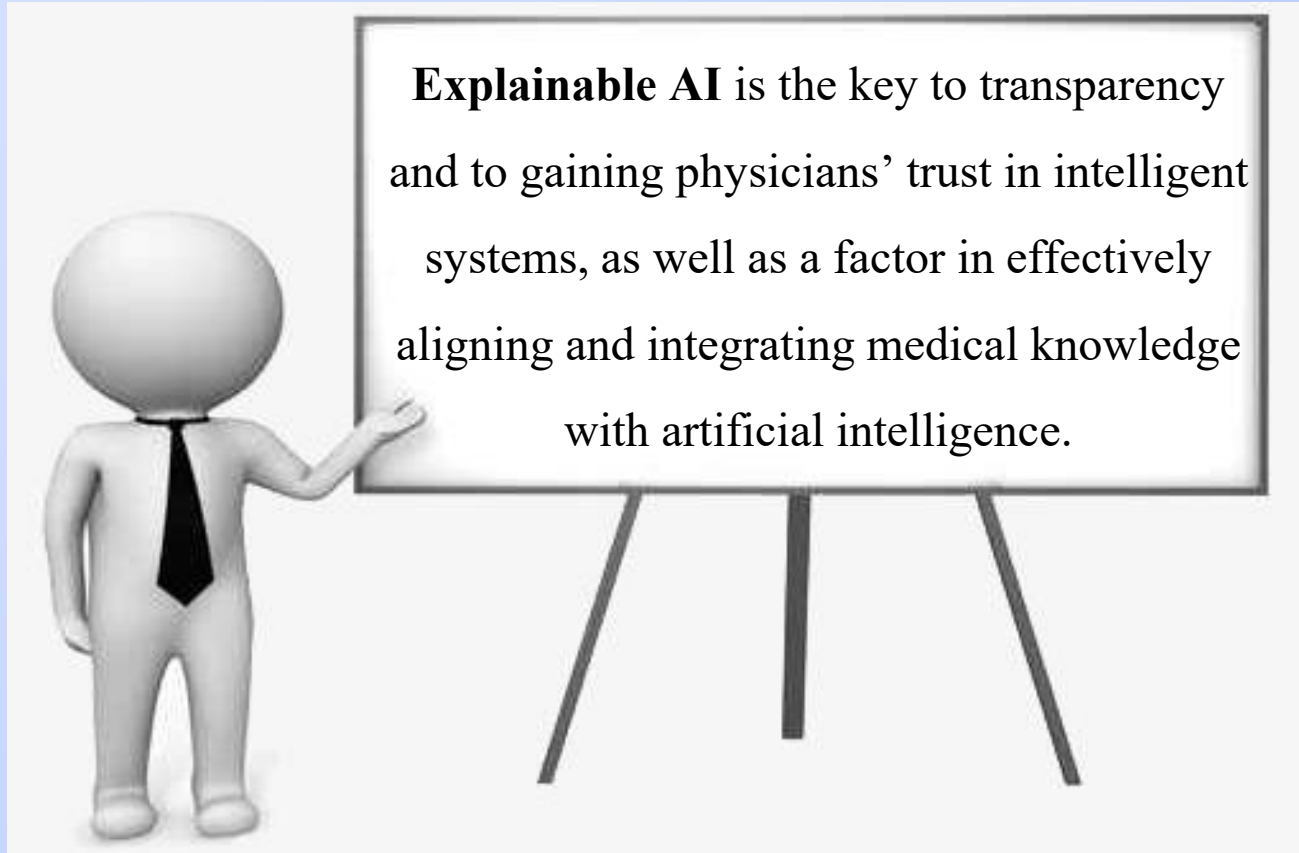 Explainable AI is the key to transparency
and to gaining physicians’ trust in intelligent
systems, as well as a factor in effectively
aligning and integrating medical knowledge
with artificial intelligence.